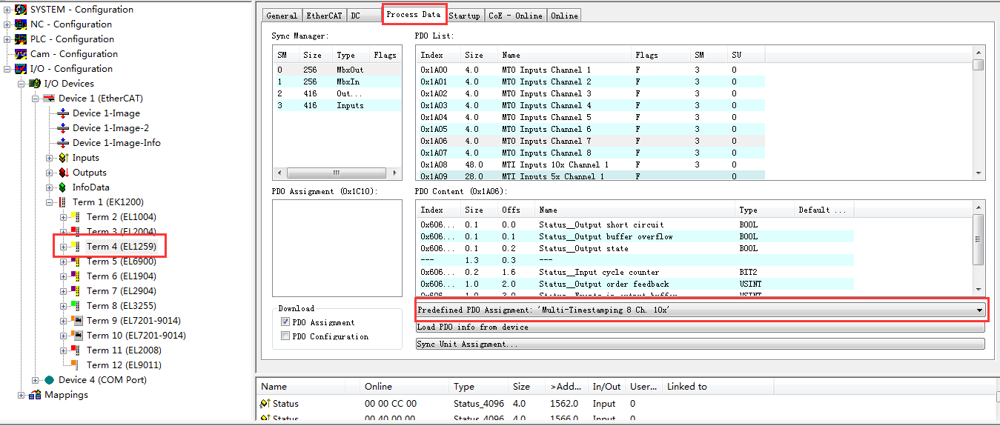 SYSTEM - Configuration
NC - Configuration
PLC - Configuration
Cam - Configuration
I/O - Configuration
I/O Devices
Device 1 (EtherCAT)
Device 1-Image
Device 1-Image-2
Device 1-Image-Info
Inputs
Outputs
InfoData
Term 1 (EK1200)
Term 2 (EL1004)
Term 3 (EL2004)
Term 4 (EL1259)
Term 5 (EL6900)
Term 6 (EL1904)
Term 7 (EL2904)
Term 8 (EL3255)
Term 9 (EL7201-9014)
Term 10 (EL7201-9014)
Term 11 (EL2008)
Term 12 (EL9011)
Device 4 (COM Port)
Mappings
General EtherCAT DC Process Data Startup CoE - Online Online
Sync Manager:
SM Size Type Flags
0 256 MbxOut
1 256 MbxIn
2 416 Out...
3 416 Inputs
PDO List:
Index Size Name Flags SM SU
0x1A00 4.0 MTO Inputs Channel 1 F 3 0
0x1A01 4.0 MTO Inputs Channel 2 F 3 0
0x1A02 4.0 MTO Inputs Channel 3 F 3 0
0x1A03 4.0 MTO Inputs Channel 4 F 3 0
0x1A04 4.0 MTO Inputs Channel 5 F 3 0
0x1A05 4.0 MTO Inputs Channel 6 F 3 0
0x1A06 4.0 MTO Inputs Channel 7 F 3 0
0x1A07 4.0 MTO Inputs Channel 8 F 3 0
0x1A08 48.0 MTI Inputs 10x Channel 1 F 3 0
0x1A09 28.0 MTI Inputs 5x Channel 1 F 0
PDO Assignment (0x1C10):
PDO Content (0x1A06):
Index Size Offs Name Type Default ...
0x606... 0.1 0.0 Status__Output short circuit BOOL
0x606... 0.1 0.1 Status__Output buffer overflow BOOL
0x606... 0.1 0.2 Status__Output state BOOL
--- 1.3 0.3 ---
0x606... 0.2 1.6 Status__Input cycle counter BIT2
0x606... 1.0 2.0 Status__Output order feedback USINT
0x606... 1.0 3.0 Status__Events in output buffer USINT
Download
PDO Assignment
PDO Configuration
Predefined PDO Assignment: 'Multi-Timestamping 8 Ch. 10x'
Load PDO info from device
Sync Unit Assignment...
Name Online Type Size >Add... In/Out User... Linked to
Status 00 00 CC 00 Status_4096 4.0 1562.0 Input 0
Status 00 40 00 00 Status_4096 4.0 1566.0 Input 0